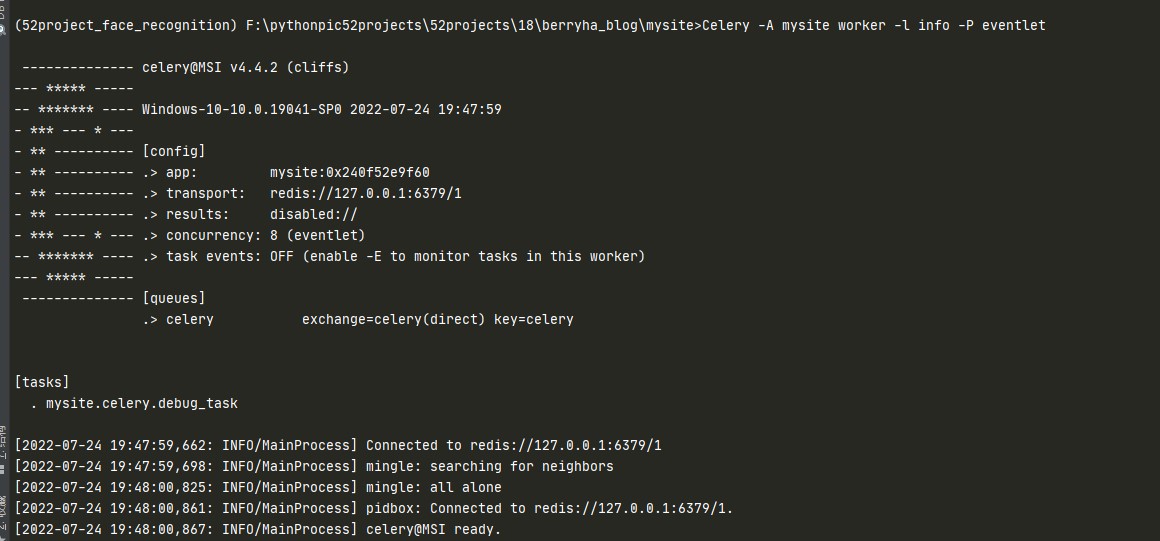 (52project_face_recognition) F:\pythonpic52projects\52projects\18\berryha_blog\mysite>Celery -A mysite worker -l info -P eventlet
 -------------- celery@MSI v4.4.2 (cliffs)
--- ***** -----
-- ******* ---- Windows-10-10.0.19041-SP0 2022-07-24 19:47:59
- *** --- * ---
- ** ---------- [config]
- ** ---------- .> app:         mysite:0x240f52e9f60
- ** ---------- .> transport:   redis://127.0.0.1:6379/1
- ** ---------- .> results:     disabled://
- *** --- * --- .> concurrency: 8 (eventlet)
-- ******* ---- .> task events: OFF (enable -E to monitor tasks in this worker)
--- ***** -----
 -------------- [queues]
                .> celery           exchange=celery(direct) key=celery
[tasks]
  . mysite.celery.debug_task
[2022-07-24 19:47:59,662: INFO/MainProcess] Connected to redis://127.0.0.1:6379/1
[2022-07-24 19:47:59,698: INFO/MainProcess] mingle: searching for neighbors
[2022-07-24 19:48:00,825: INFO/MainProcess] mingle: all alone
[2022-07-24 19:48:00,861: INFO/MainProcess] pidbox: Connected to redis://127.0.0.1:6379/1.
[2022-07-24 19:48:00,867: INFO/MainProcess] celery@MSI ready.